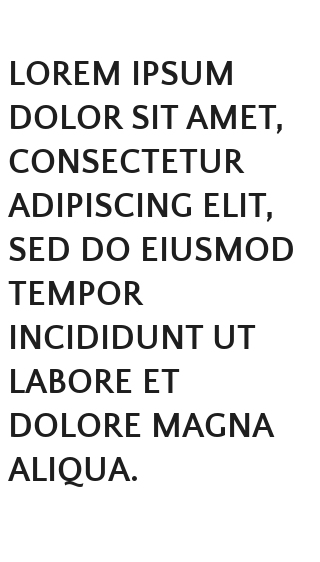 LOREM IPSUM
DOLOR SIT AMET,
CONSECTETUR
ADIPISCING ELIT,
SED DO EIUSMOD
TEMPOR
INCIDIDUNT UT
LABORE ET
DOLORE MAGNA
ALIQUA.